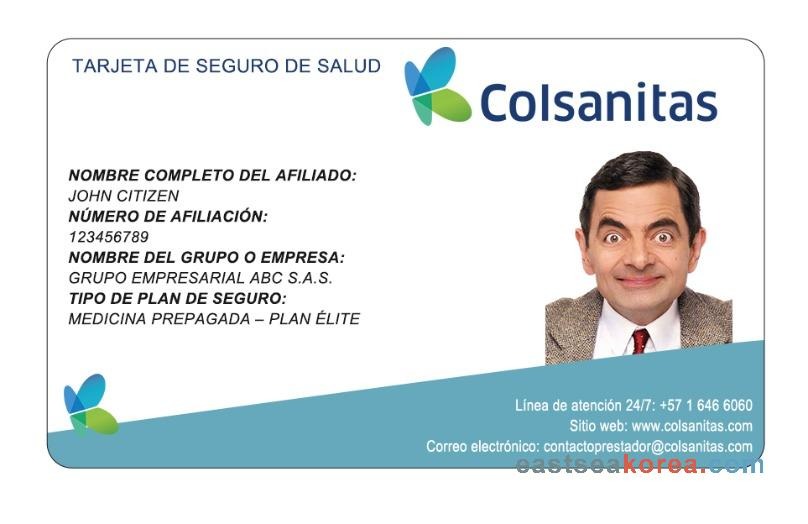 TARJETA DE SEGURO DE SALUD
Colsanitas
NOMBRE COMPLETO DEL AFILIADO:
JOHN CITIZEN
NÚMERO DE AFILIACIÓN:
123456789
NOMBRE DEL GRUPO O EMPRESA:
GRUPO EMPRESARIAL ABC S.A.S.
TIPO DE PLAN DE SEGURO:
MEDICINA PREPAGADA – PLAN ÉLITE
Línea de atención 24/7: +57 1 646 6060
Sitio web: www.colsanitas.com
Correo electrónico: contactoprestador@colsanitas.com
eastseakorea.com